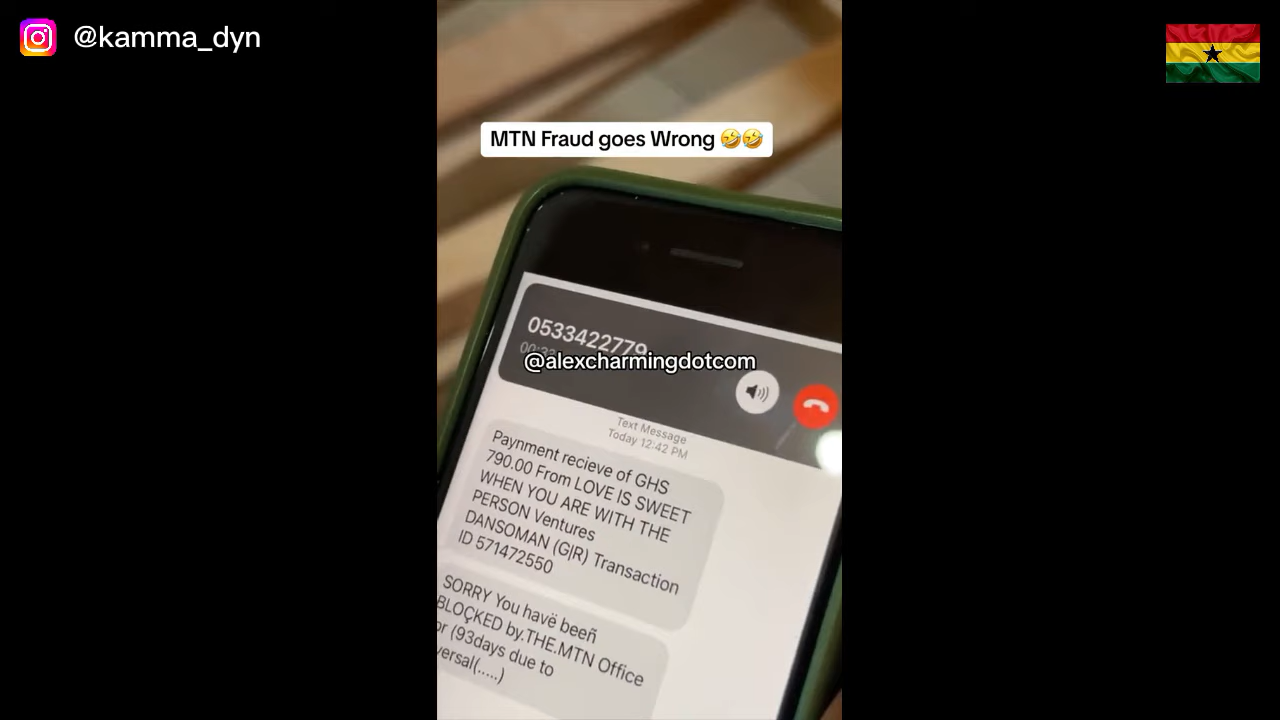 @kamma_dyn
MTN Fraud goes Wrong 🤣🤣
0533422779
@alexcharmingdotcom
Text Message
Today 12:42 PM
Paynment recieve of GHS
790.00 From LOVE IS SWEET
WHEN YOU ARE WITH THE
PERSON Ventures
DANSOMAN (G|R) Transaction
ID 571472550
SORRY You havë beeñ
BLOÇKED by.THE.MTN Office
or (93days due to
versal(.....)